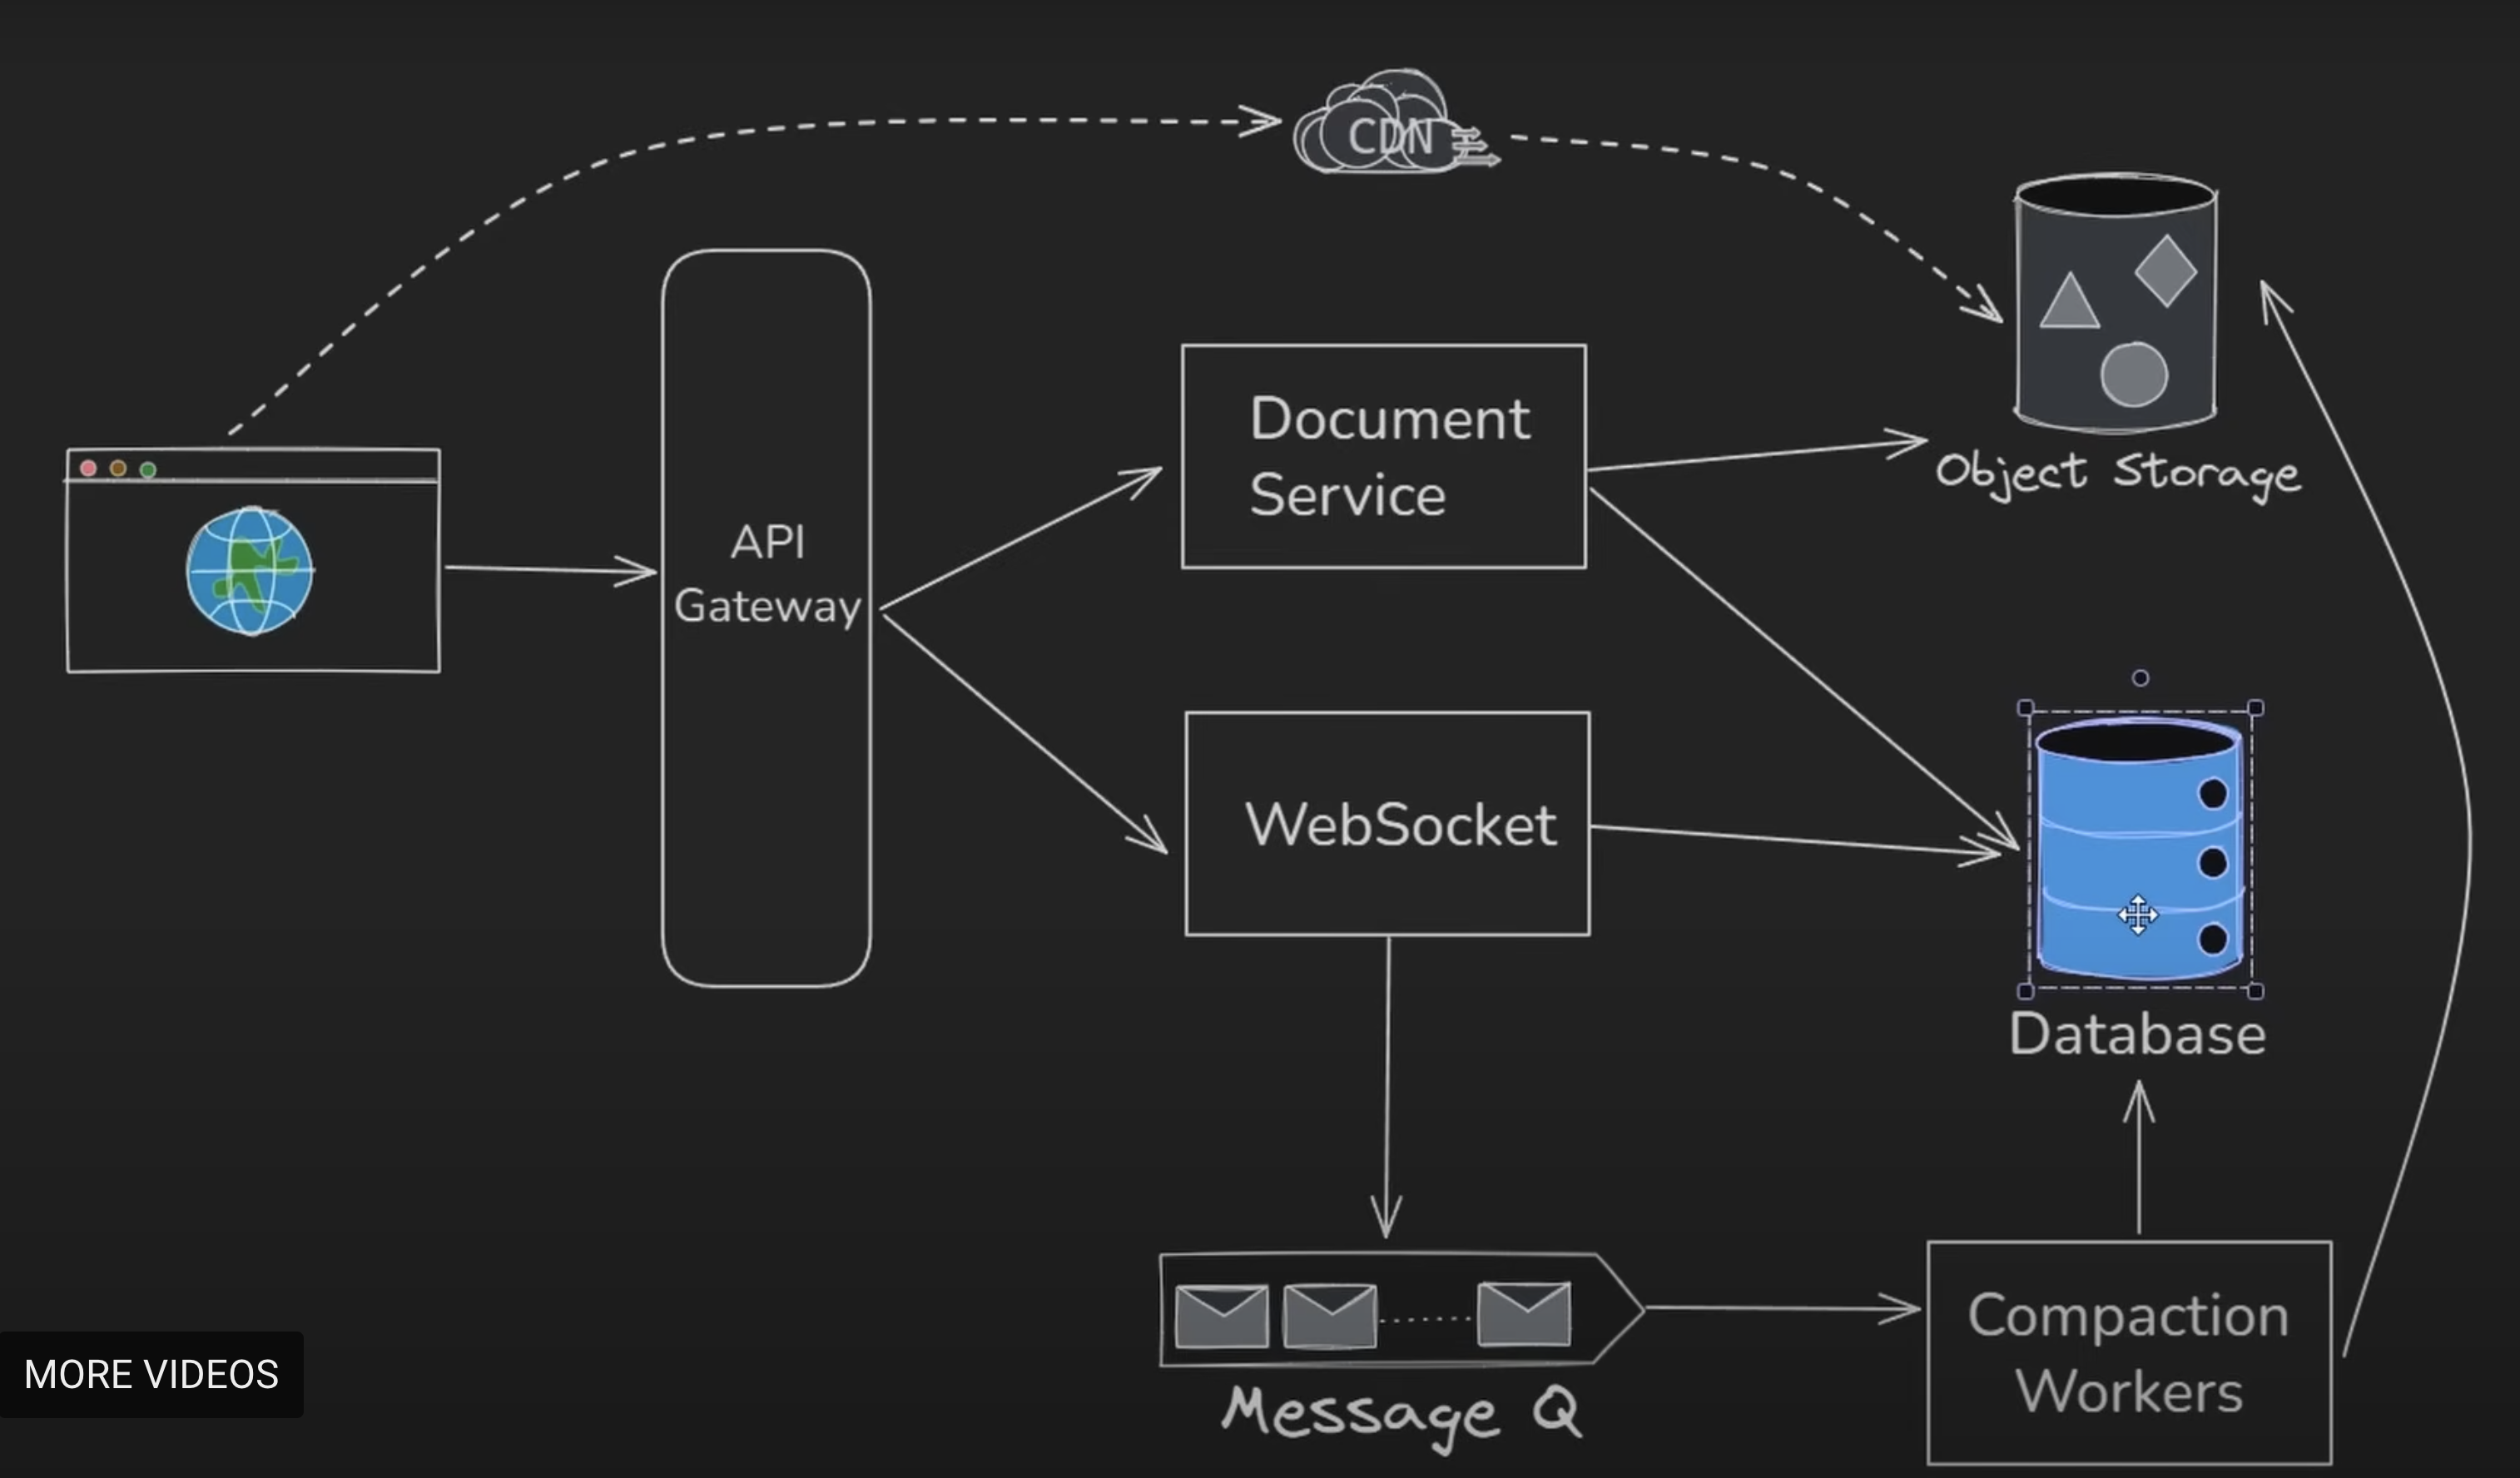 CDN
Document
Service
Object Storage
API
Gateway
WebSocket
Database
Compaction
Workers
Message Q
MORE VIDEOS